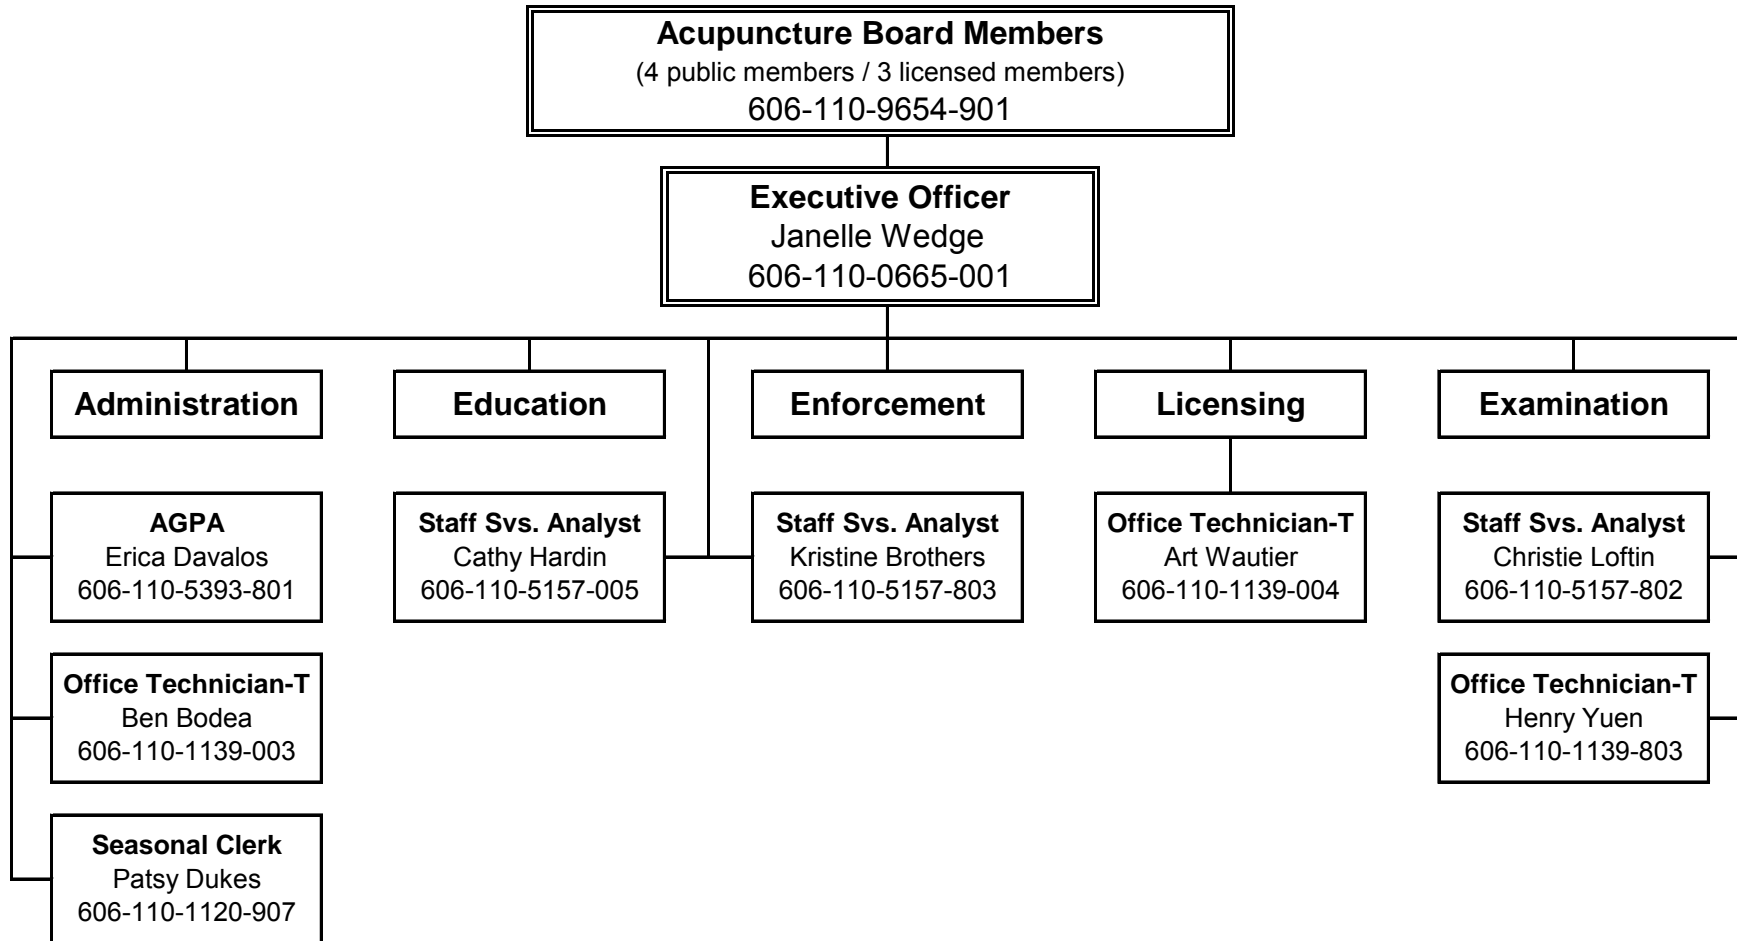 Acupuncture Board Members
(4 public members / 3 licensed members)
606-110-9654-901
Executive Officer
Janelle Wedge
606-110-0665-001
Administration
Education
Enforcement
Licensing
Examination
AGPA
Erica Davalos
606-110-5393-801
Staff Svs. Analyst
Cathy Hardin
606-110-5157-005
Staff Svs. Analyst
Kristine Brothers
606-110-5157-803
Office Technician-T
Art Wautier
606-110-1139-004
Staff Svs. Analyst
Christie Loftin
606-110-5157-802
Office Technician-T
Ben Bodea
606-110-1139-003
Office Technician-T
Henry Yuen
606-110-1139-803
Seasonal Clerk
Patsy Dukes
606-110-1120-907